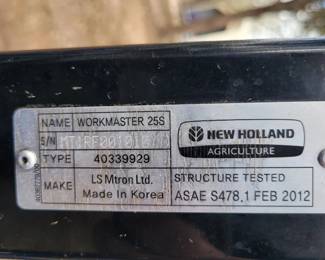 NAME WORKMASTER 25S
S/N
TYPE 40339929
MAKE LS Mtron Ltd.
Made in Korea
NEW HOLLAND
AGRICULTURE
STRUCTURE TESTED
ASAE S478.1 FEB 2012